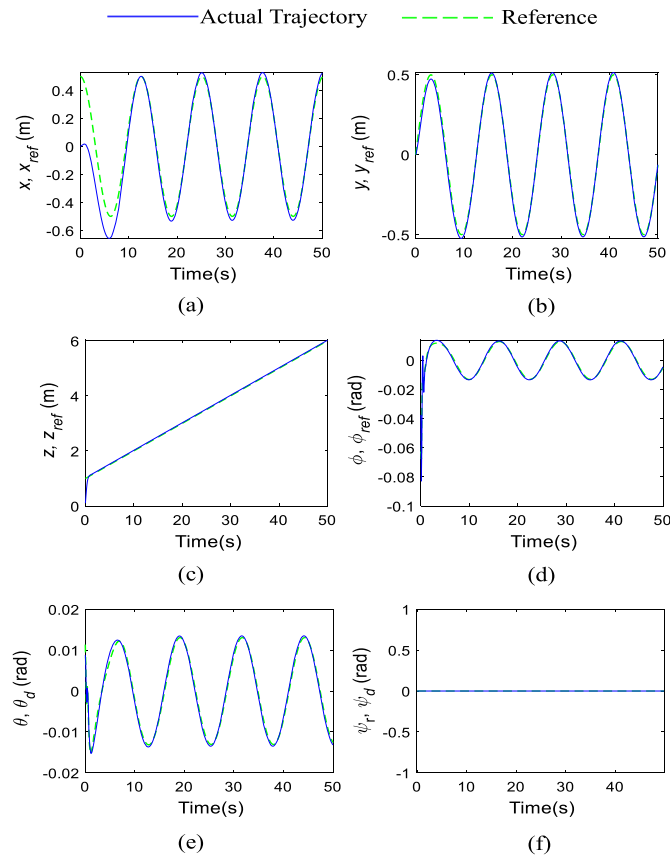 Actual Trajectory Reference
x, x_ref (m)
0.4
0.2
0
-0.2
-0.4
-0.6
0 10 20 30 40 50
Time(s)
(a)
y, y_ref (m)
0.5
0
-0.5
0 10 20 30 40 50
Time(s)
(b)
z, z_ref (m)
6
4
2
0
0 10 20 30 40 50
Time(s)
(c)
ϕ, ϕ_ref (rad)
0
-0.02
-0.04
-0.06
-0.08
-0.1
0 10 20 30 40 50
Time(s)
(d)
θ, θ_d (rad)
0.02
0.01
0
-0.01
-0.02
0 10 20 30 40 50
Time(s)
(e)
ψ_r, ψ_d (rad)
1
0.5
0
-0.5
-1
0 10 20 30 40
Time(s)
(f)